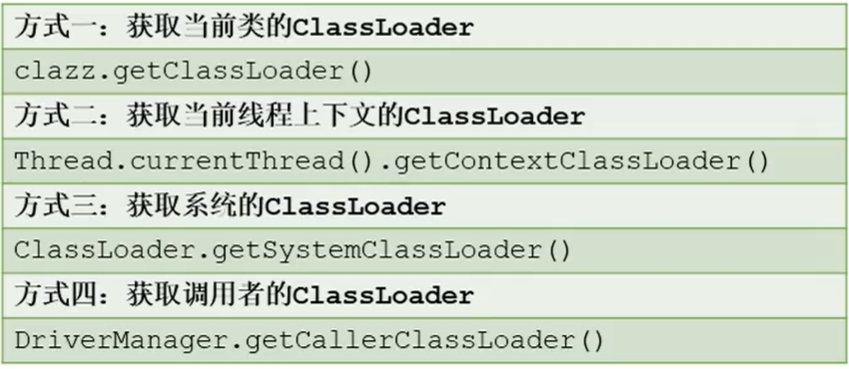 方式一：获取当前类的ClassLoader
clazz.getClassLoader()
方式二：获取当前线程上下文的ClassLoader
Thread.currentThread().getContextClassLoader()
方式三：获取系统的ClassLoader
ClassLoader.getSystemClassLoader()
方式四：获取调用者的ClassLoader
DriverManager.getCallerClassLoader()